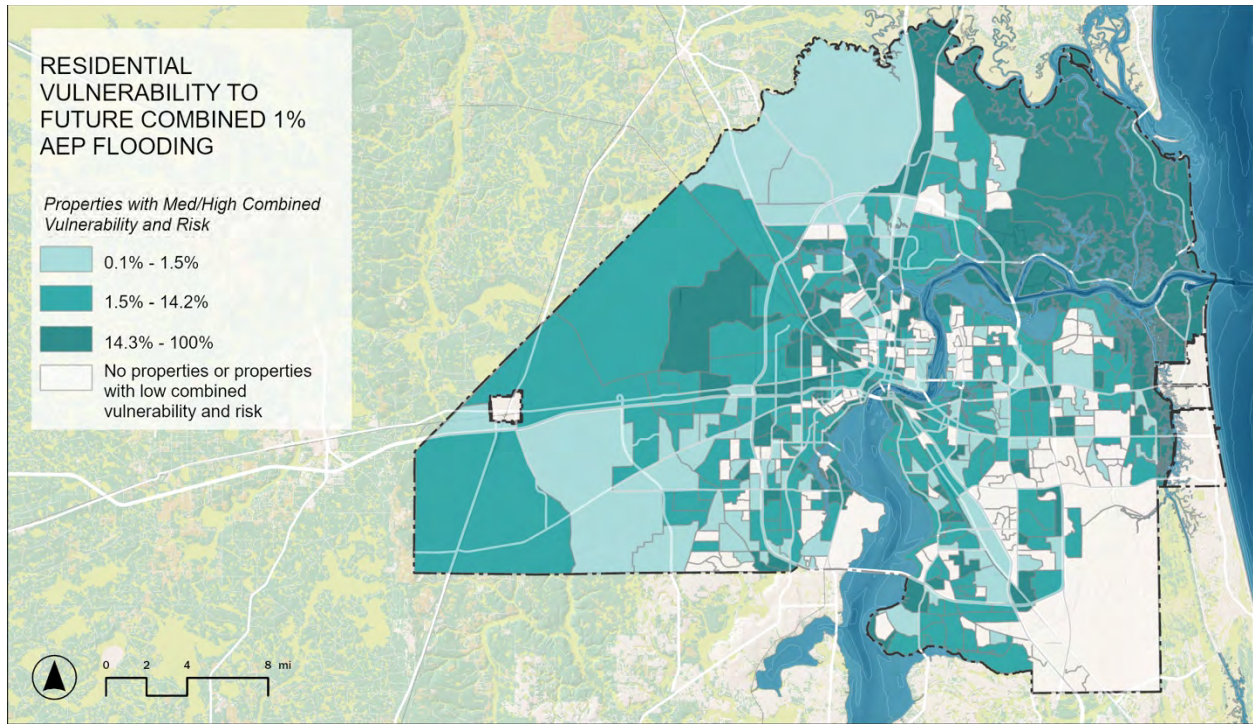 RESIDENTIAL
VULNERABILITY TO
FUTURE COMBINED 1%
AEP FLOODING
Properties with Med/High Combined
Vulnerability and Risk
0.1% - 1.5%
1.5% - 14.2%
14.3% - 100%
No properties or properties
with low combined
vulnerability and risk
0 2 4 8 mi